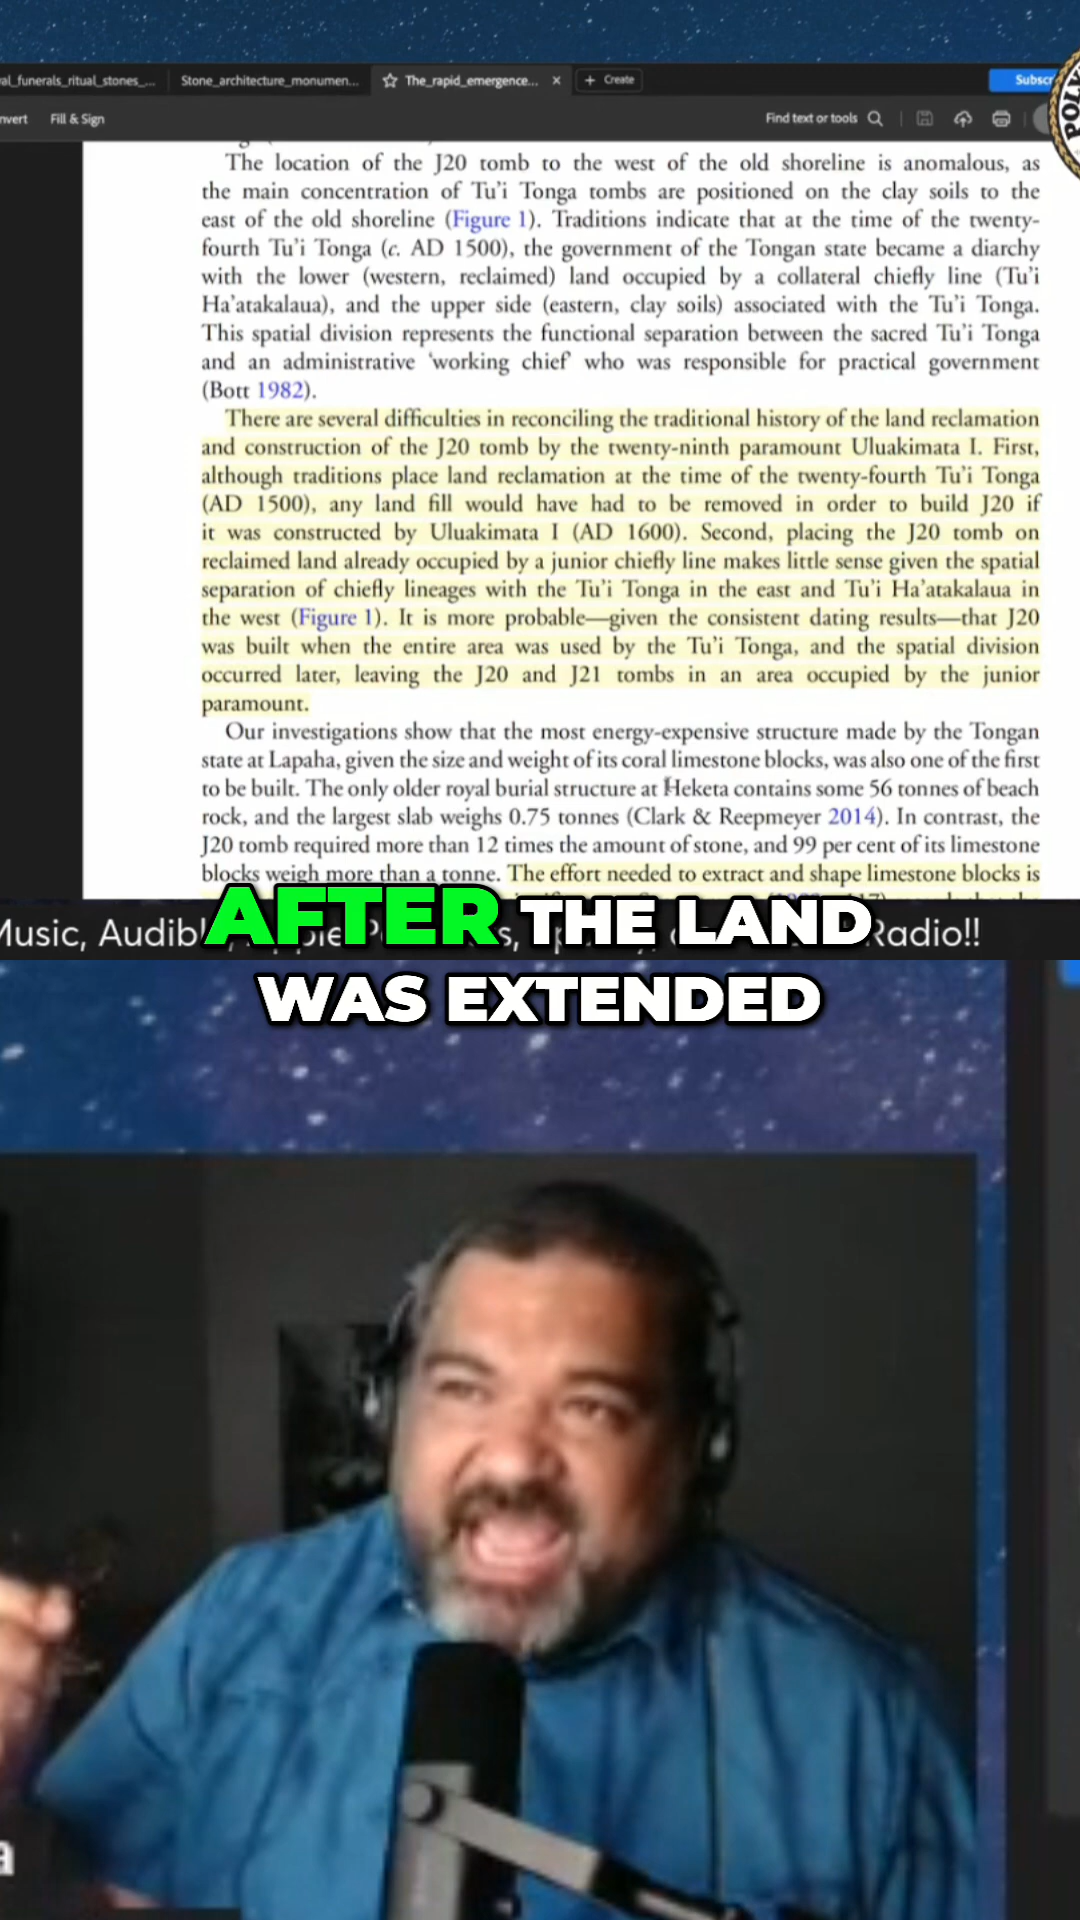 al_funerals_ritual_stones_... Stone_architecture_monumen... The_rapid_emergence... × + Create Subscr
nvert Fill & Sign Find text or tools
The location of the J20 tomb to the west of the old shoreline is anomalous, as
the main concentration of Tu'i Tonga tombs are positioned on the clay soils to the
east of the old shoreline (Figure 1). Traditions indicate that at the time of the twenty-
fourth Tu'i Tonga (c. AD 1500), the government of the Tongan state became a diarchy
with the lower (western, reclaimed) land occupied by a collateral chiefly line (Tu'i
Ha'atakalaua), and the upper side (eastern, clay soils) associated with the Tu'i Tonga.
This spatial division represents the functional separation between the sacred Tu'i Tonga
and an administrative 'working chief' who was responsible for practical government
(Bott 1982).
There are several difficulties in reconciling the traditional history of the land reclamation
and construction of the J20 tomb by the twenty-ninth paramount Uluakimata I. First,
although traditions place land reclamation at the time of the twenty-fourth Tu'i Tonga
(AD 1500), any land fill would have had to be removed in order to build J20 if
it was constructed by Uluakimata I (AD 1600). Second, placing the J20 tomb on
reclaimed land already occupied by a junior chiefly line makes little sense given the spatial
separation of chiefly lineages with the Tu'i Tonga in the east and Tu'i Ha'atakalaua in
the west (Figure 1). It is more probable—given the consistent dating results—that J20
was built when the entire area was used by the Tu'i Tonga, and the spatial division
occurred later, leaving the J20 and J21 tombs in an area occupied by the junior
paramount.
Our investigations show that the most energy-expensive structure made by the Tongan
state at Lapaha, given the size and weight of its coral limestone blocks, was also one of the first
to be built. The only older royal burial structure at Heketa contains some 56 tonnes of beach
rock, and the largest slab weighs 0.75 tonnes (Clark & Reepmeyer 2014). In contrast, the
J20 tomb required more than 12 times the amount of stone, and 99 per cent of its limestone
blocks weigh more than a tonne. The effort needed to extract and shape limestone blocks is
Music, Audibl Radio!!
AFTER THE LAND
WAS EXTENDED
a